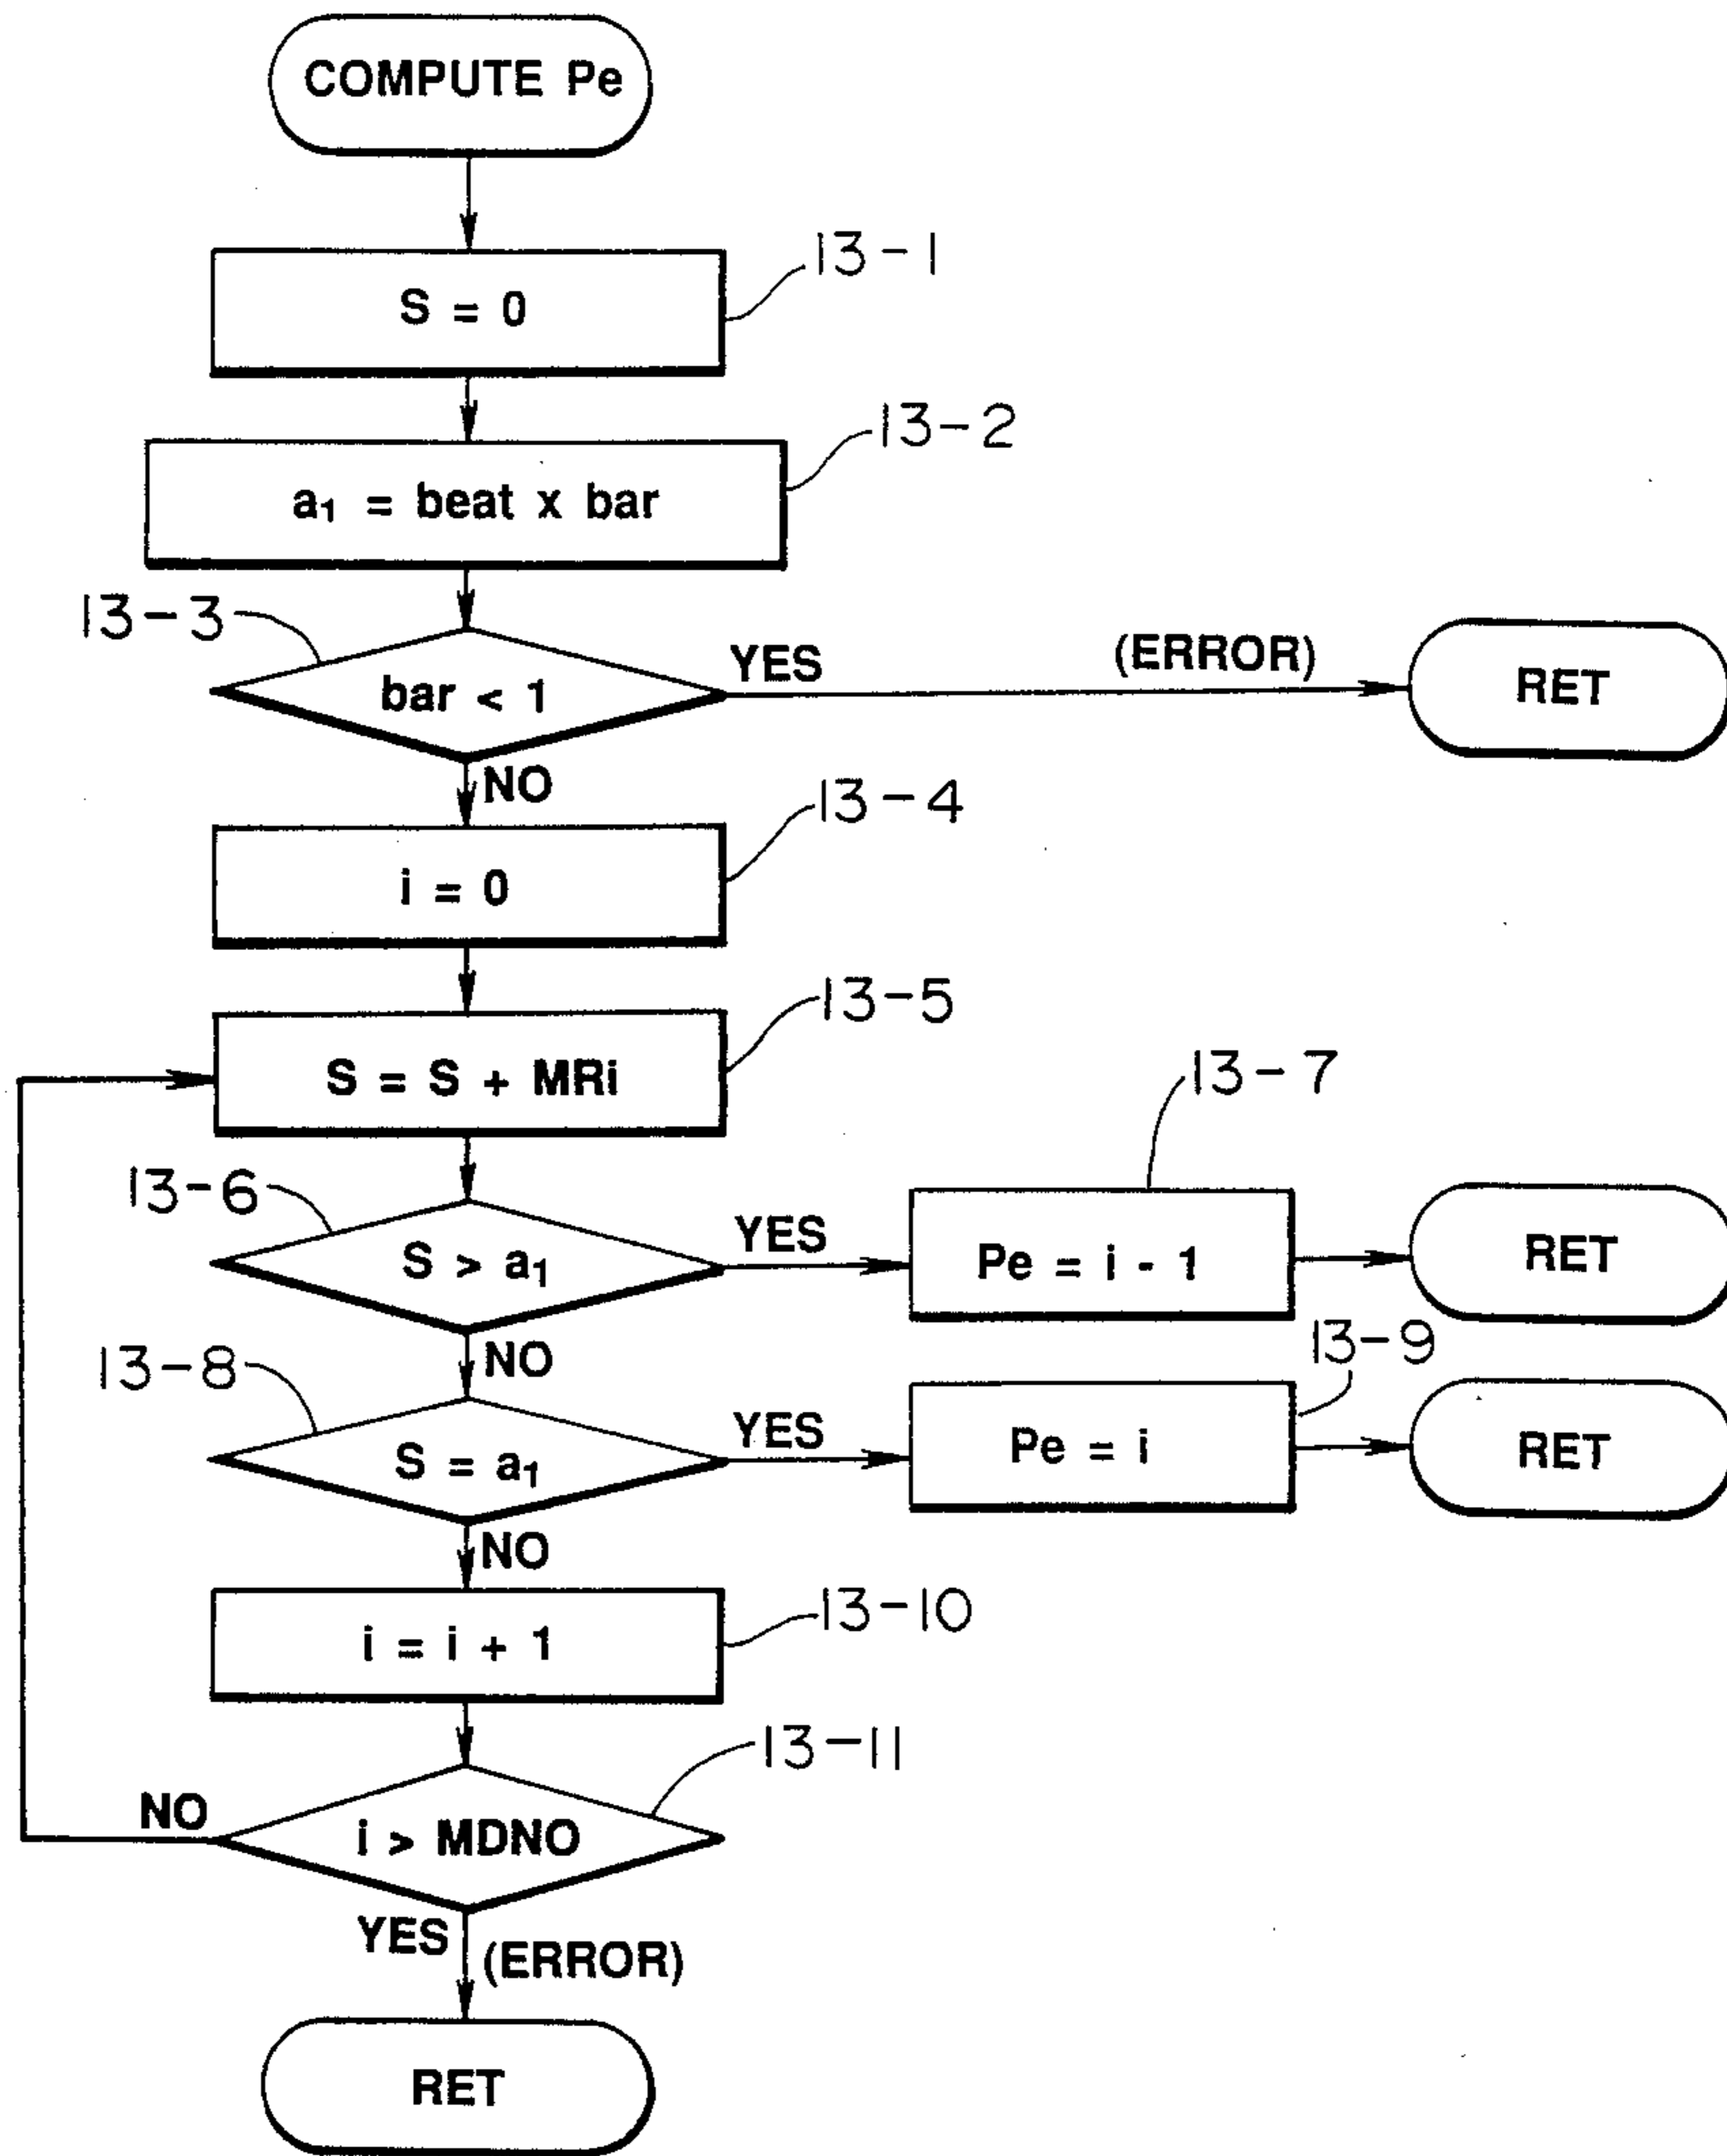 COMPUTE Pe
13-1
S = 0
13-2
a₁ = beat x bar
13-3
bar < 1
YES
(ERROR)
RET
NO
13-4
i = 0
13-5
S = S + MRi
13-6
S > a₁
YES
13-7
Pe = i - 1
RET
NO
13-8
S = a₁
YES
13-9
Pe = i
RET
NO
13-10
i = i + 1
13-11
i > MDNO
NO
YES
(ERROR)
RET